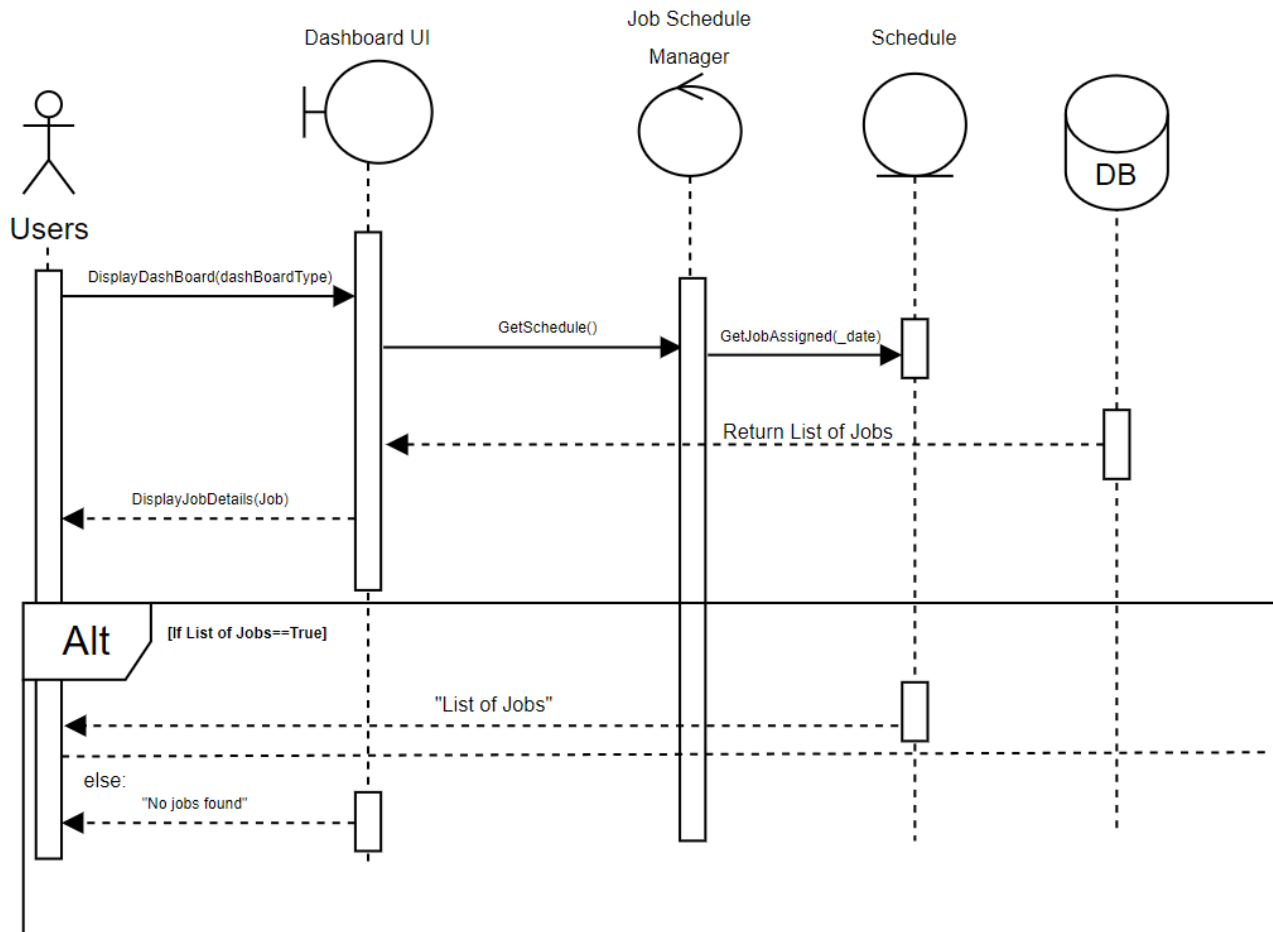 Job Schedule
Manager
Dashboard UI
Schedule
DB
Users
DisplayDashBoard(dashBoardType)
GetSchedule()
GetJobAssigned(_date)
Return List of Jobs
DisplayJobDetails(Job)
Alt
[If List of Jobs==True]
"List of Jobs"
else:
"No jobs found"